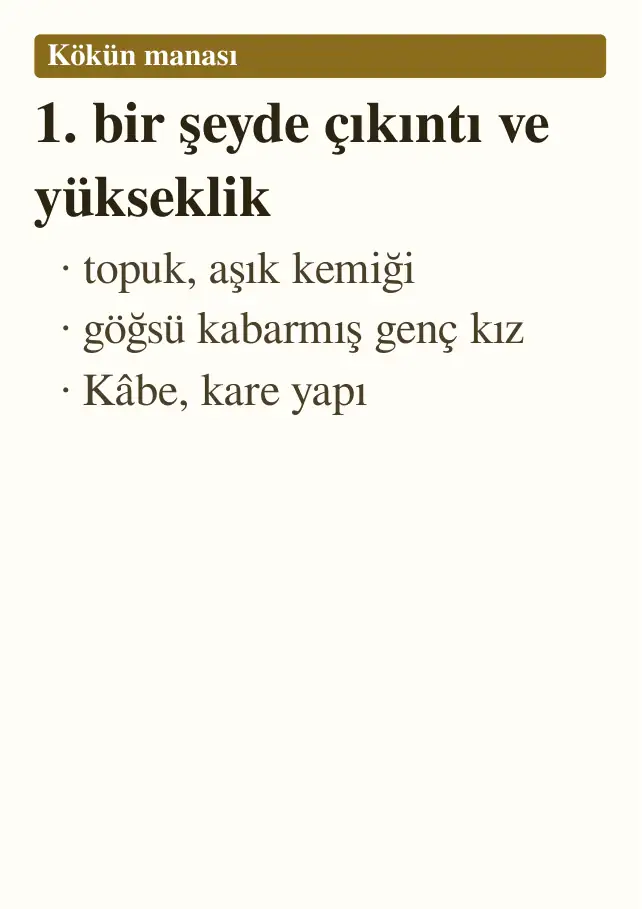 Kökün manası
1. bir şeyde çıkıntı ve
yükseklik
· topuk, aşık kemiği
· göğsü kabarmış genç kız
· Kâbe, kare yapı